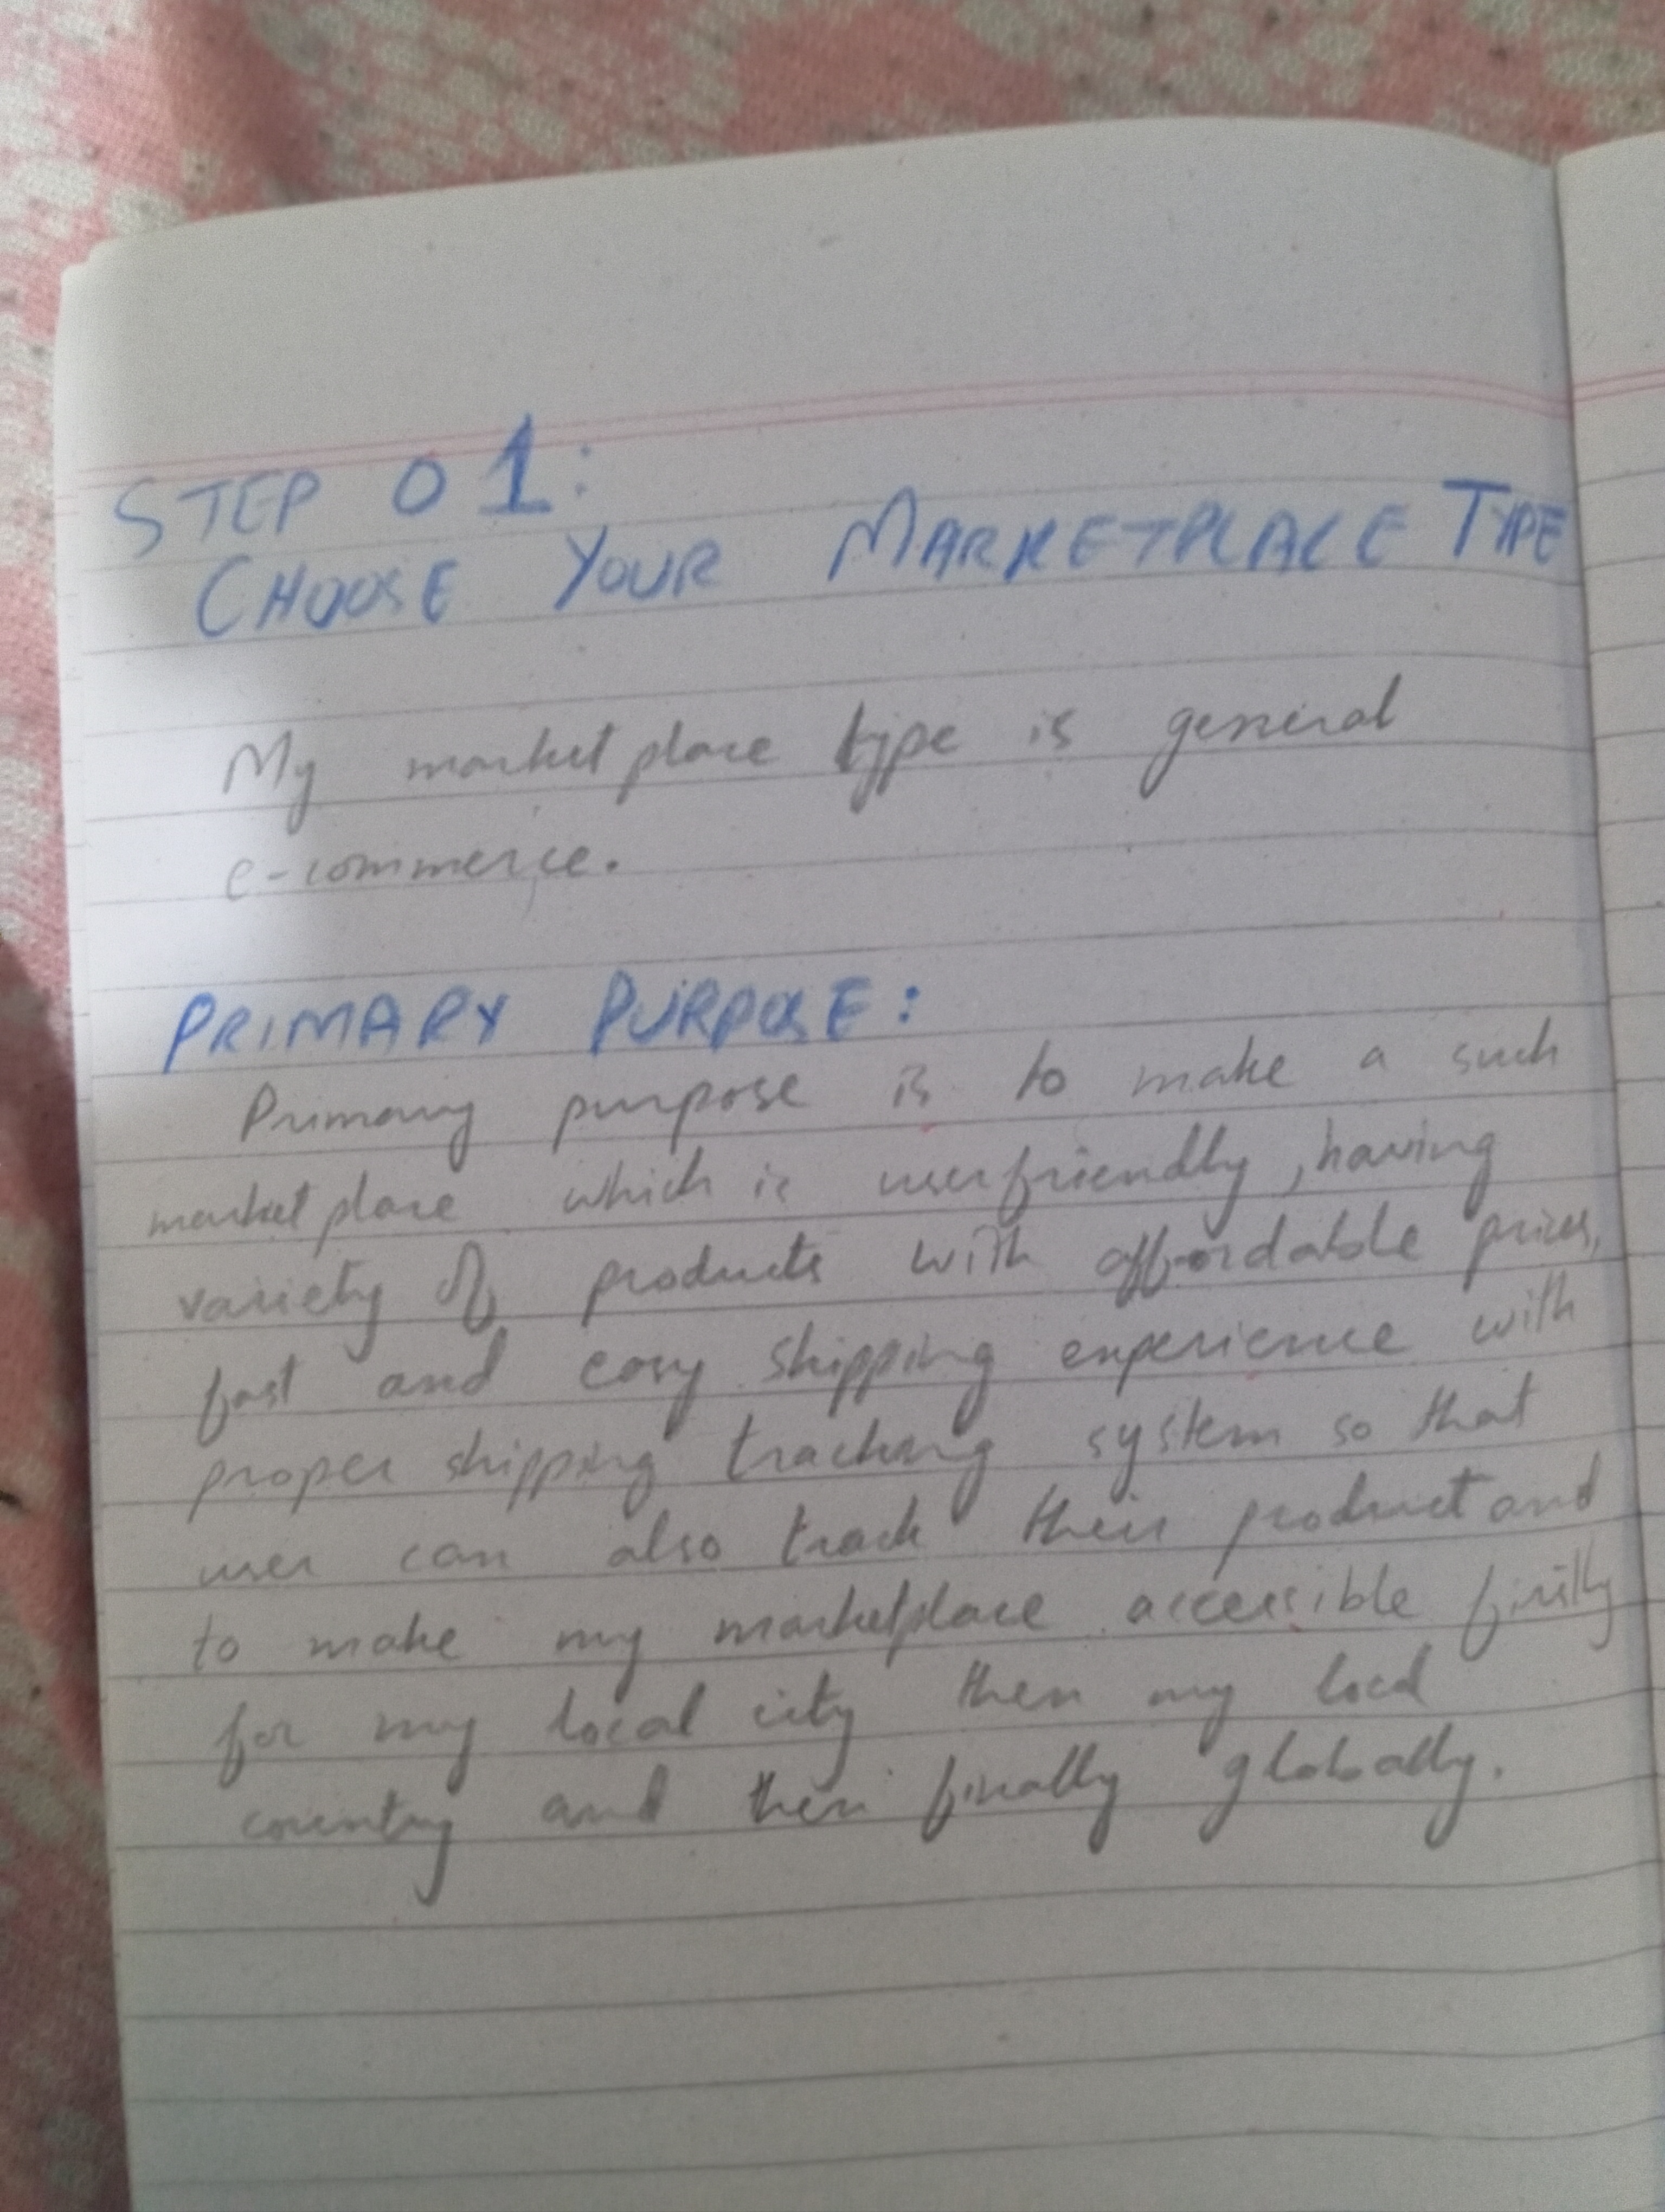 STEP 01:
CHOOSE YOUR MARKETPLACE TYPE
My marketplace type is general
e-commerce.
PRIMARY PURPOSE:
Primary purpose is to make a such
marketplace which is userfriendly, having
variety of products with affordable prices,
fast and easy shipping experience with
proper shipping tracking system so that
user can also track their product and
to make my marketplace accessible firstly
for my local city then my local
country and then finally globally.